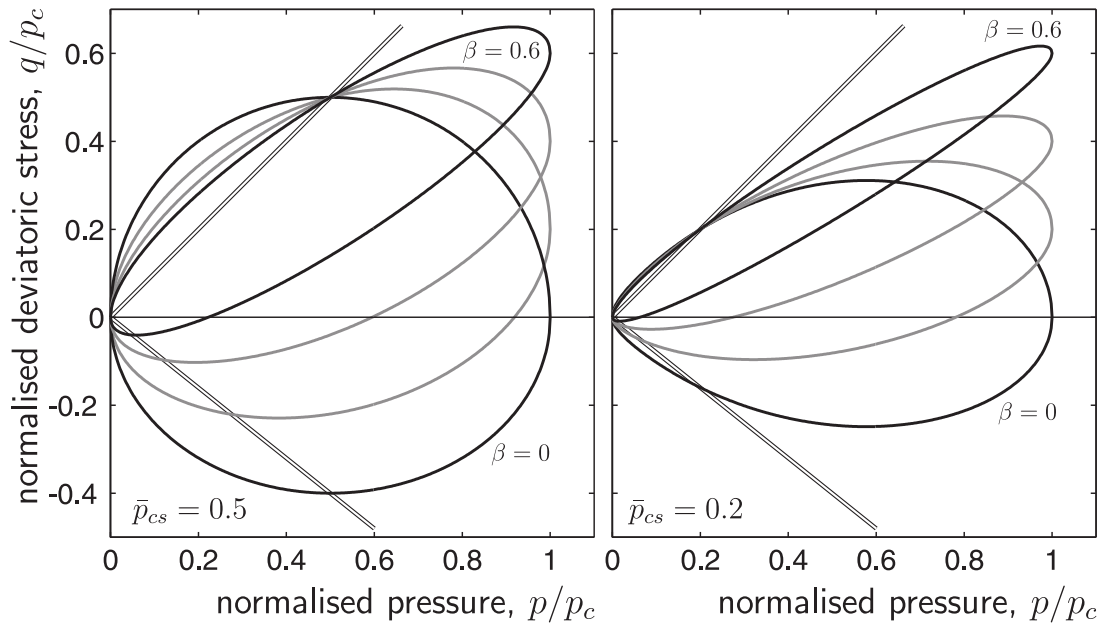 normalised deviatoric stress, q/p_c
0.6
0.4
0.2
0
-0.2
-0.4
β = 0.6
β = 0
p̄_cs = 0.5
0 0.2 0.4 0.6 0.8 1
normalised pressure, p/p_c
β = 0.6
β = 0
p̄_cs = 0.2
0 0.2 0.4 0.6 0.8 1
normalised pressure, p/p_c